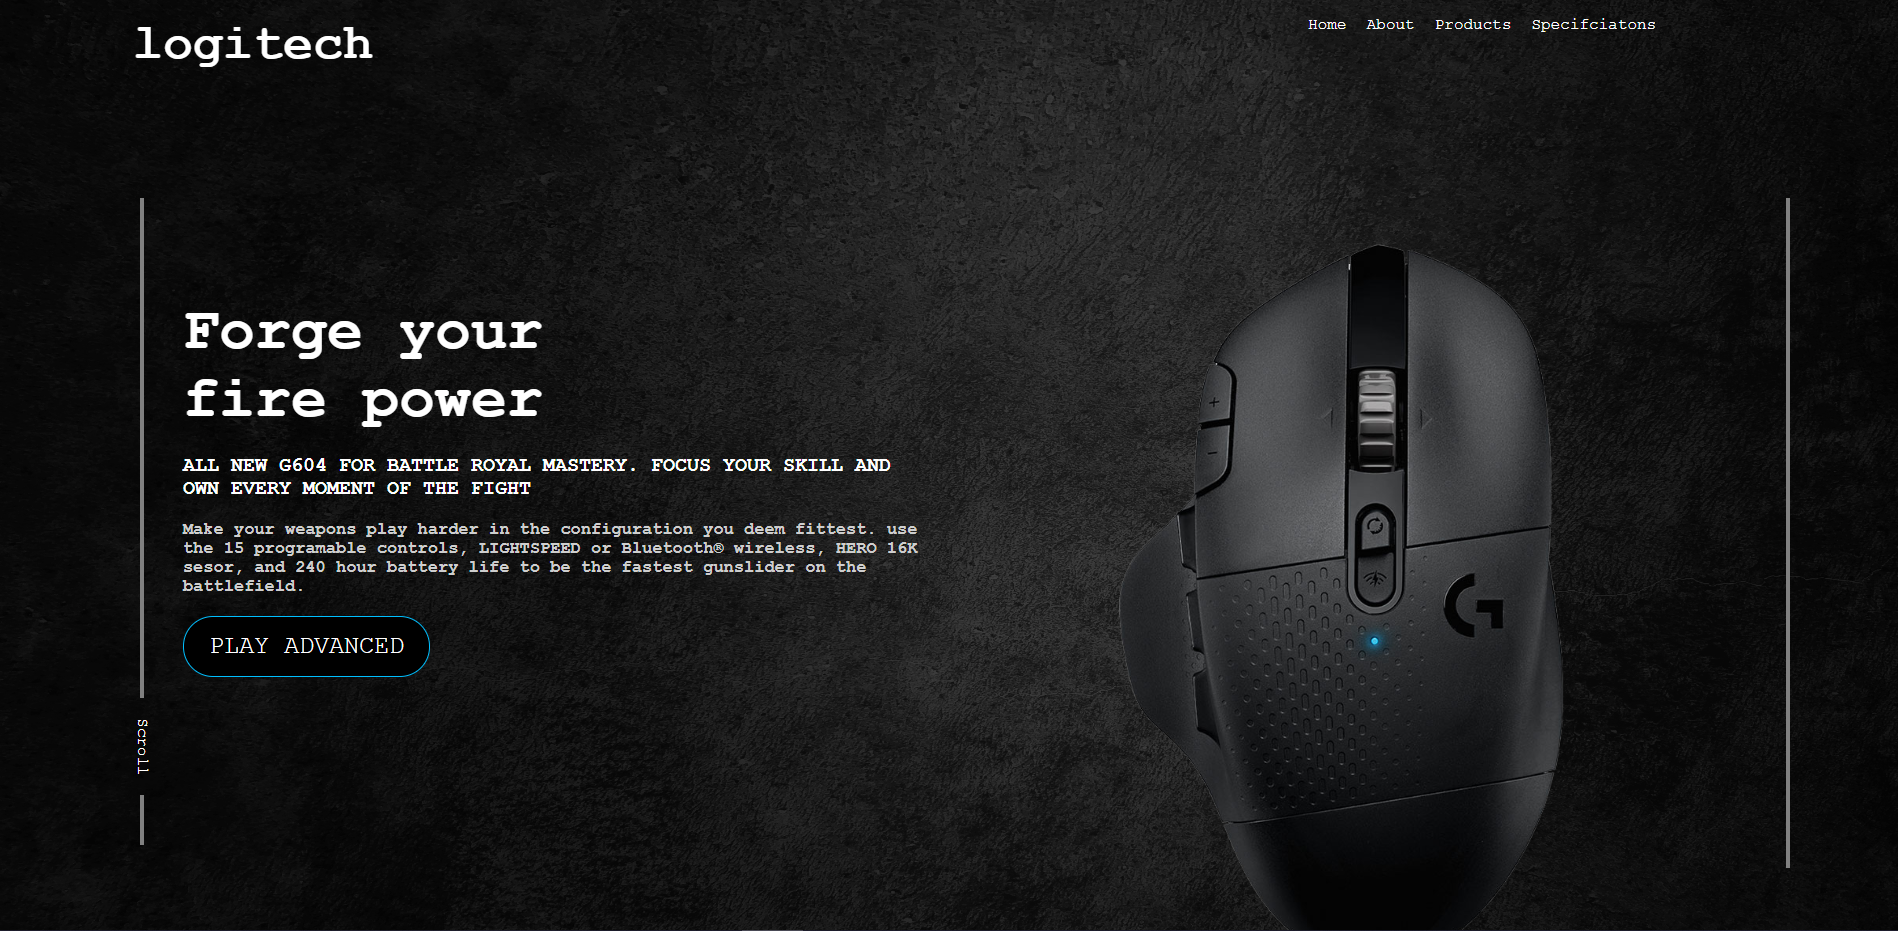 logitech
Home About Products Specifciatons
Forge your
fire power
ALL NEW G604 FOR BATTLE ROYAL MASTERY. FOCUS YOUR SKILL AND
OWN EVERY MOMENT OF THE FIGHT
Make your weapons play harder in the configuration you deem fittest. use
the 15 programable controls, LIGHTSPEED or Bluetooth® wireless, HERO 16K
sesor, and 240 hour battery life to be the fastest gunslider on the
battlefield.
PLAY ADVANCED
Scroll
+
−
G